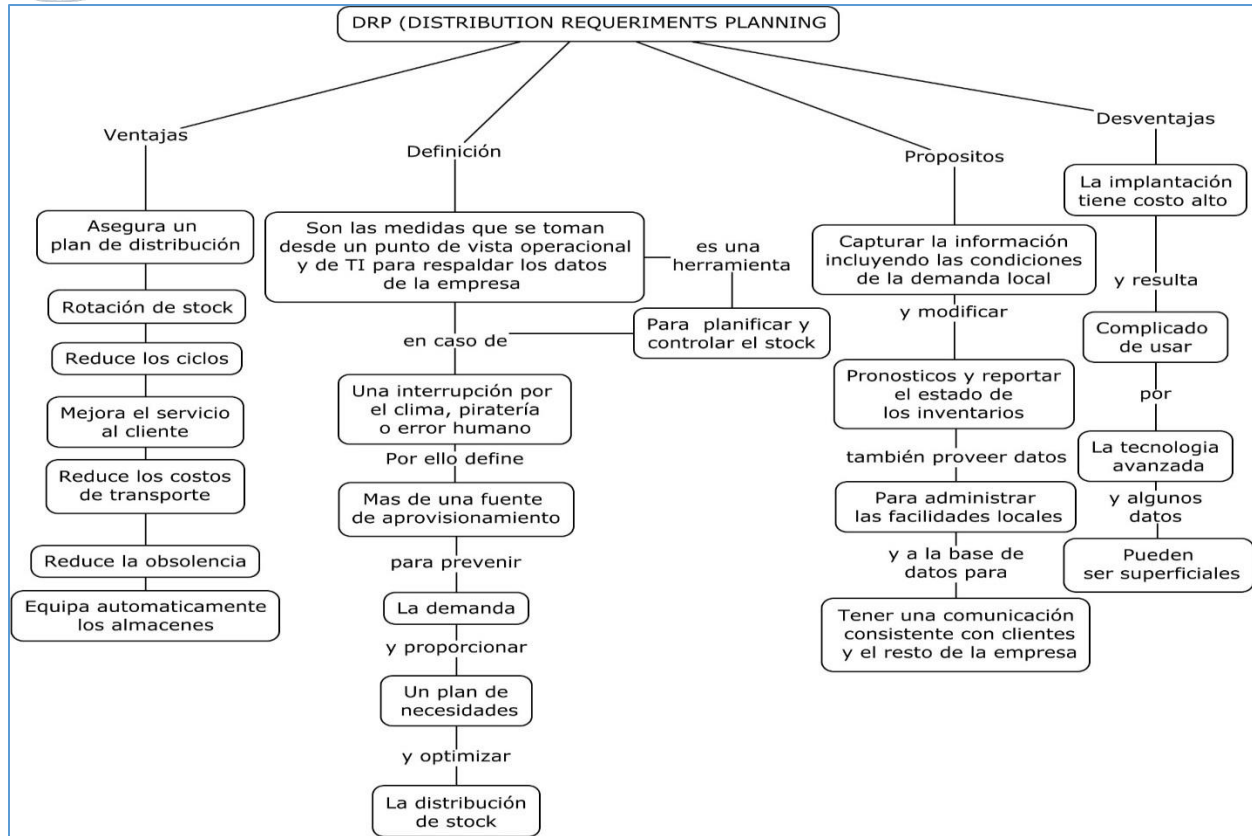 DRP (DISTRIBUTION REQUERIMENTS PLANNING
Ventajas
Asegura un
plan de distribución
Rotación de stock
Reduce los ciclos
Mejora el servicio
al cliente
Reduce los costos
de transporte
Reduce la obsolencia
Equipa automaticamente
los almacenes
Definición
Son las medidas que se toman
desde un punto de vista operacional
y de TI para respaldar los datos
de la empresa
es una
herramienta
Para planificar y
controlar el stock
en caso de
Una interrupción por
el clima, piratería
o error humano
Por ello define
Mas de una fuente
de aprovisionamiento
para prevenir
La demanda
y proporcionar
Un plan de
necesidades
y optimizar
La distribución
de stock
Propositos
Capturar la información
incluyendo las condiciones
de la demanda local
y modificar
Pronosticos y reportar
el estado de
los inventarios
también proveer datos
Para administrar
las facilidades locales
y a la base de
datos para
Tener una comunicación
consistente con clientes
y el resto de la empresa
Desventajas
La implantación
tiene costo alto
y resulta
Complicado
de usar
por
La tecnologia
avanzada
y algunos
datos
Pueden
ser superficiales